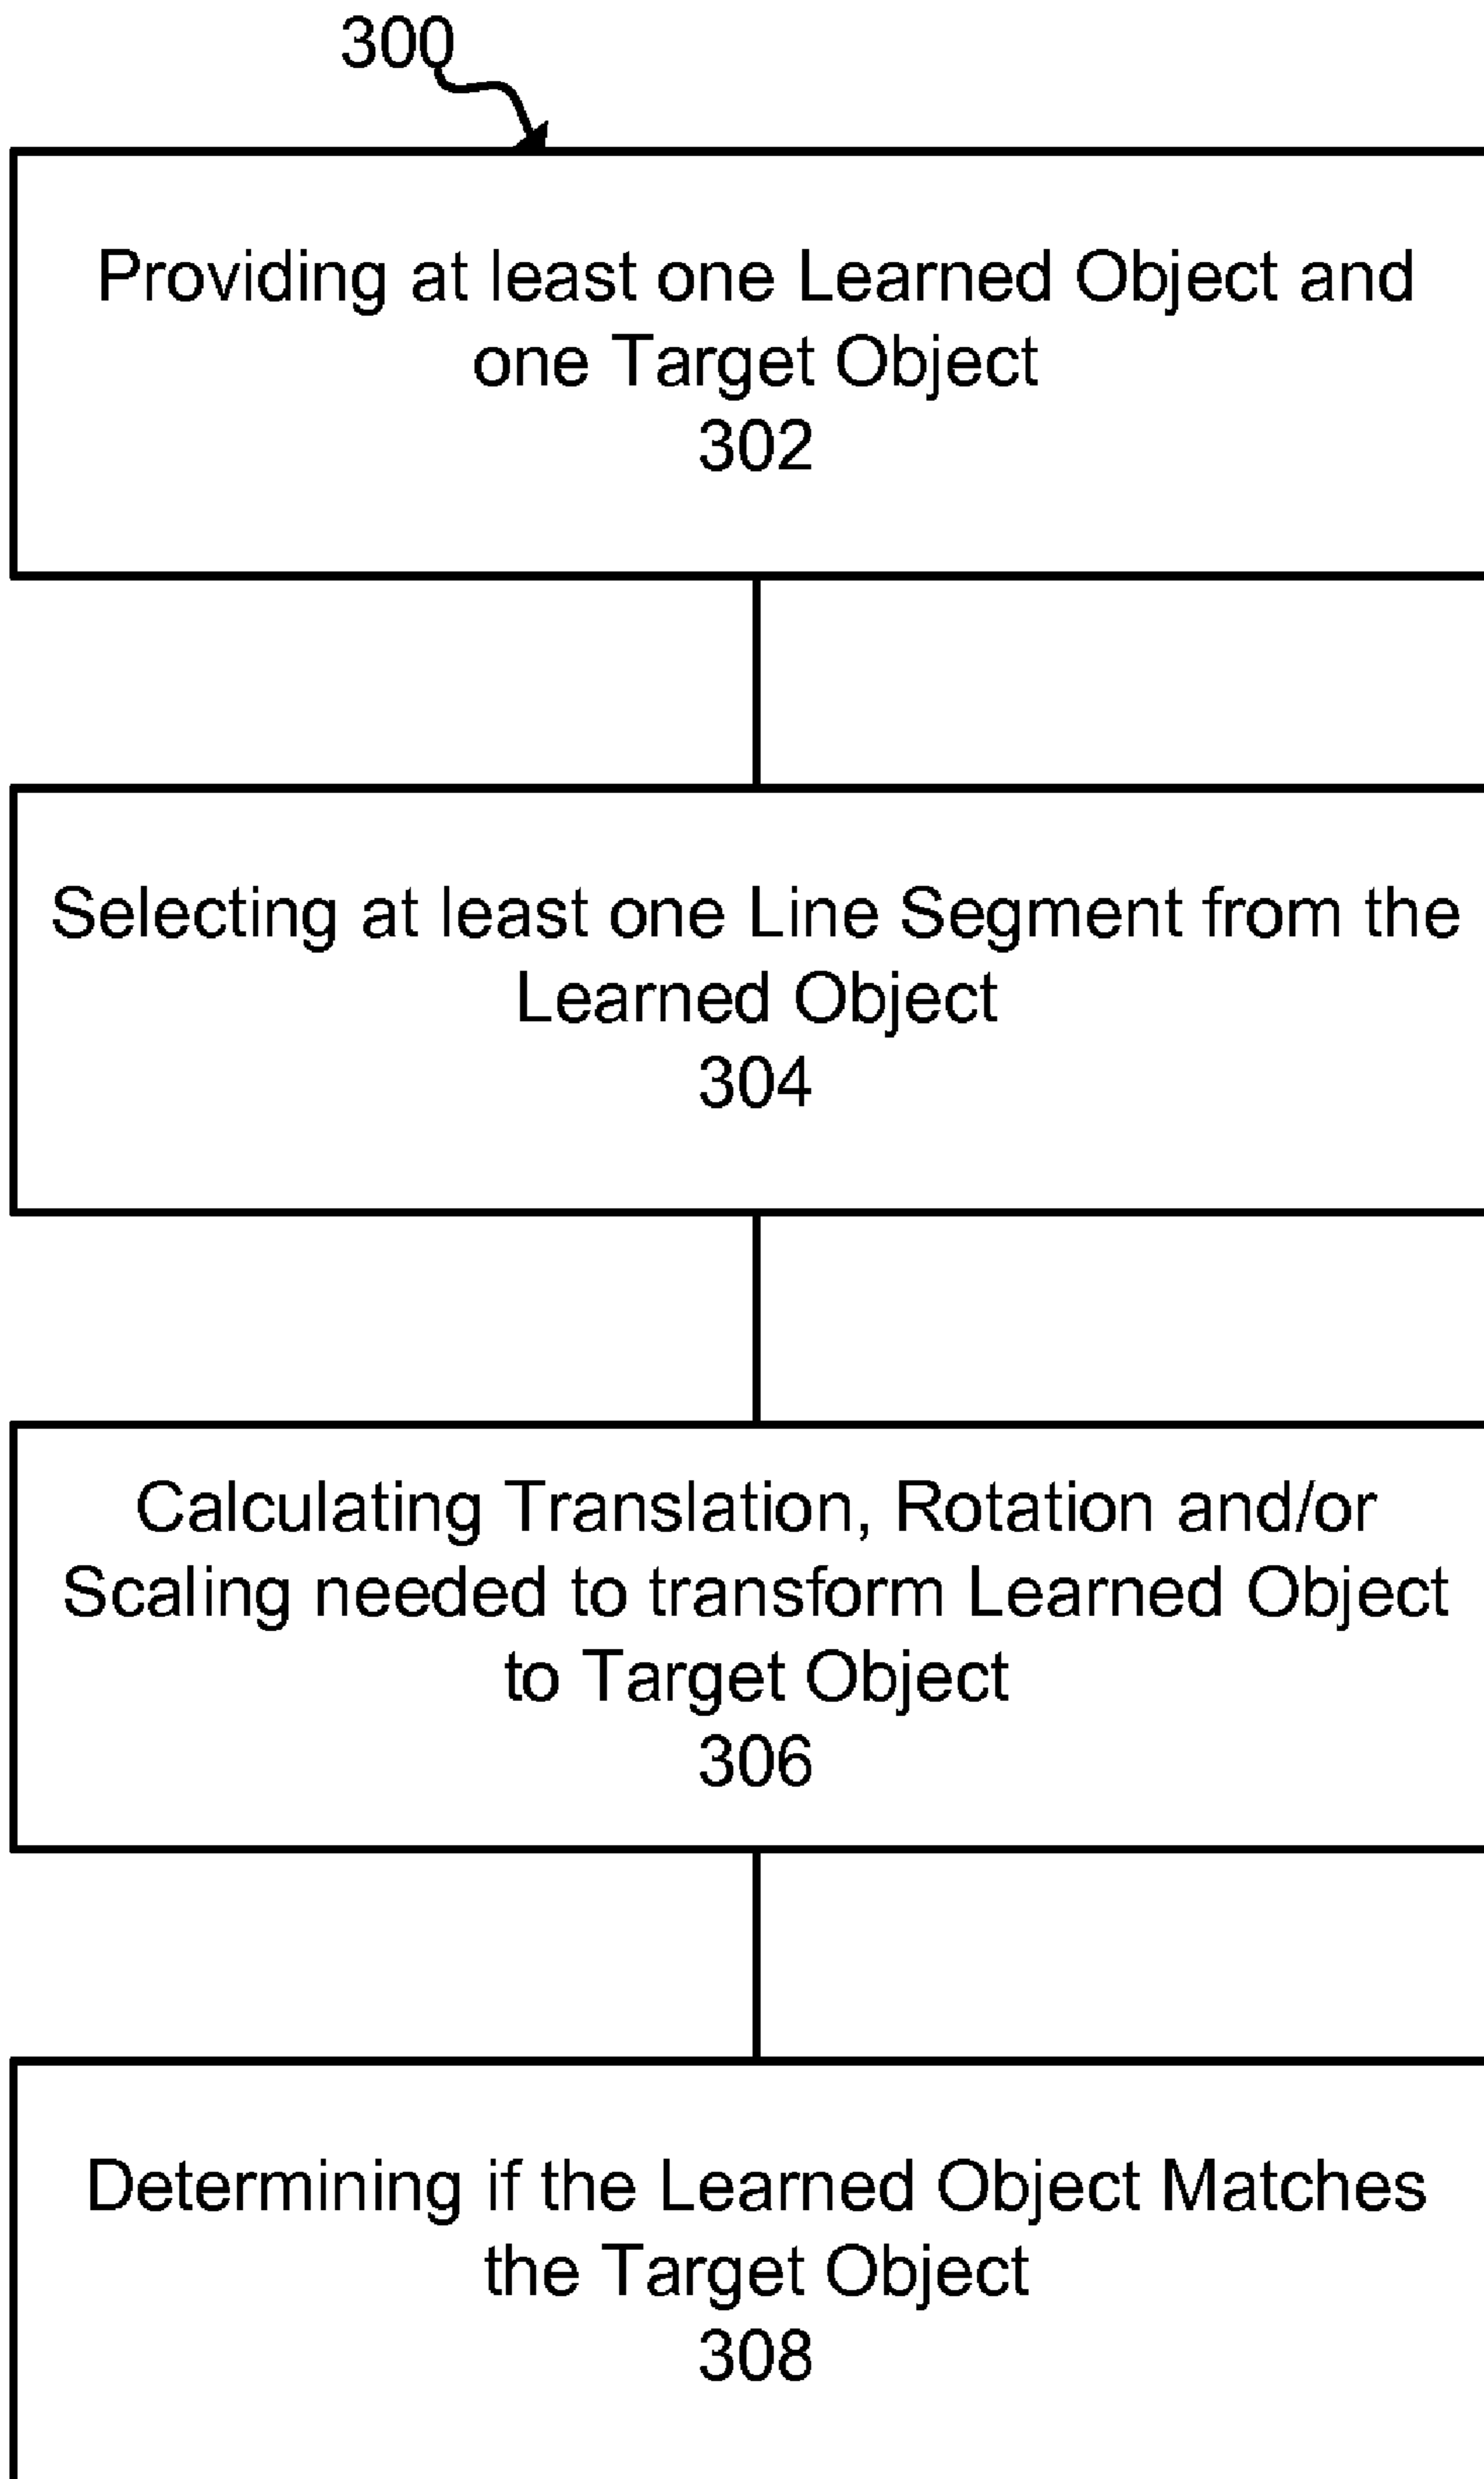 300
Providing at least one Learned Object and
one Target Object
302
Selecting at least one Line Segment from the
Learned Object
304
Calculating Translation, Rotation and/or
Scaling needed to transform Learned Object
to Target Object
306
Determining if the Learned Object Matches
the Target Object
308